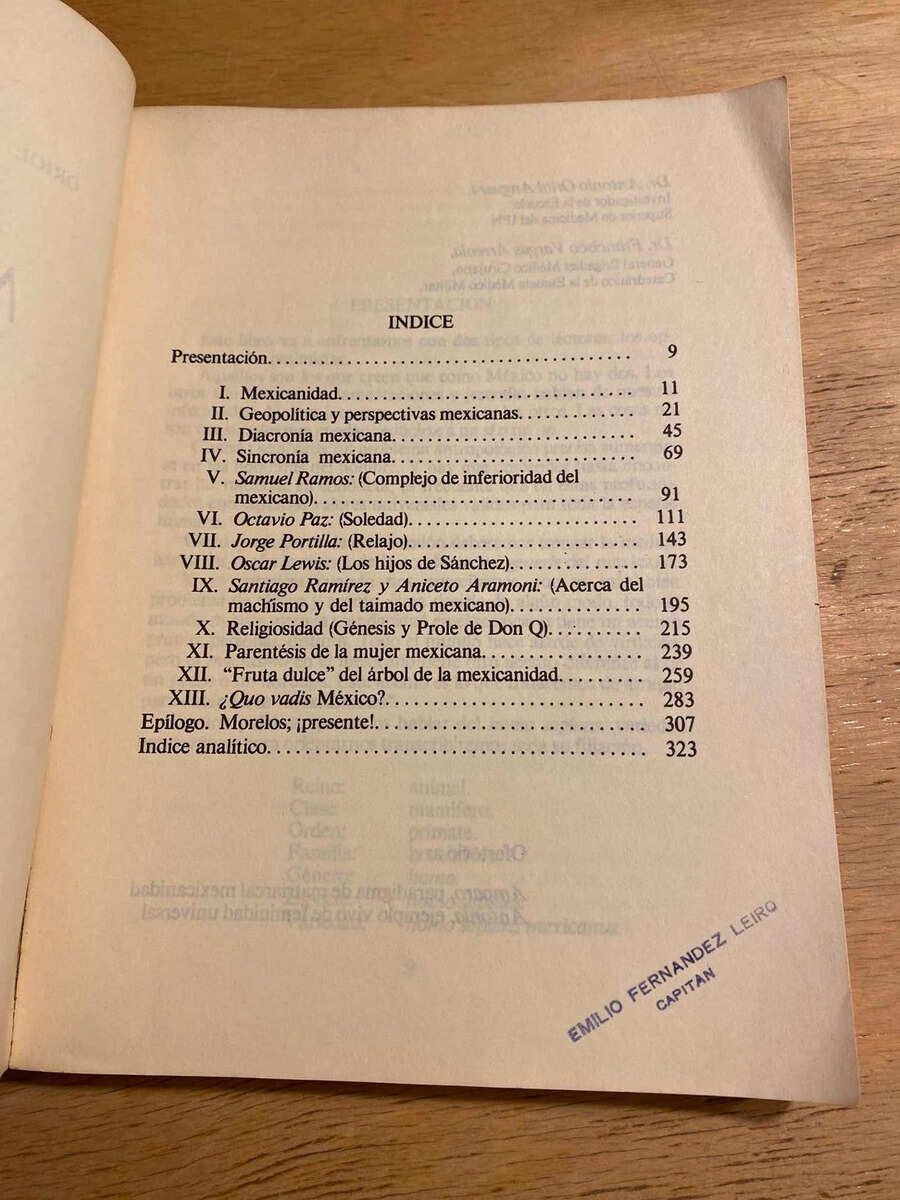 INDICE
Presentación. . . . . . . . . . . . . . . . . . . . . . . . . . . . . . . . . . . . . . . . 9
I. Mexicanidad. . . . . . . . . . . . . . . . . . . . . . . . . . . . . . . . 11
II. Geopolítica y perspectivas mexicanas. . . . . . . . . . . . . 21
III. Diacronía mexicana. . . . . . . . . . . . . . . . . . . . . . . . . . 45
IV. Sincronía mexicana. . . . . . . . . . . . . . . . . . . . . . . . . . 69
V. Samuel Ramos: (Complejo de inferioridad del
mexicano). . . . . . . . . . . . . . . . . . . . . . . . . . . . . . . . . . 91
VI. Octavio Paz: (Soledad). . . . . . . . . . . . . . . . . . . . . . . . 111
VII. Jorge Portilla: (Relajo). . . . . . . . . . . . . . . . . . . . . . . . 143
VIII. Oscar Lewis: (Los hijos de Sánchez). . . . . . . . . . . . . . 173
IX. Santiago Ramírez y Aniceto Aramoni: (Acerca del
machismo y del taimado mexicano). . . . . . . . . . . . . . 195
X. Religiosidad (Génesis y Prole de Don Q). . . . . . . . . . 215
XI. Parentésis de la mujer mexicana. . . . . . . . . . . . . . . . . 239
XII. “Fruta dulce” del árbol de la mexicanidad. . . . . . . . . 259
XIII. ¿Quo vadis México?. . . . . . . . . . . . . . . . . . . . . . . . . . . 283
Epílogo. Morelos; ¡presente!. . . . . . . . . . . . . . . . . . . . . . . . . . . . 307
Indice analítico. . . . . . . . . . . . . . . . . . . . . . . . . . . . . . . . . . . . . . . 323
EMILIO FERNANDEZ LEIRO
CAPITAN